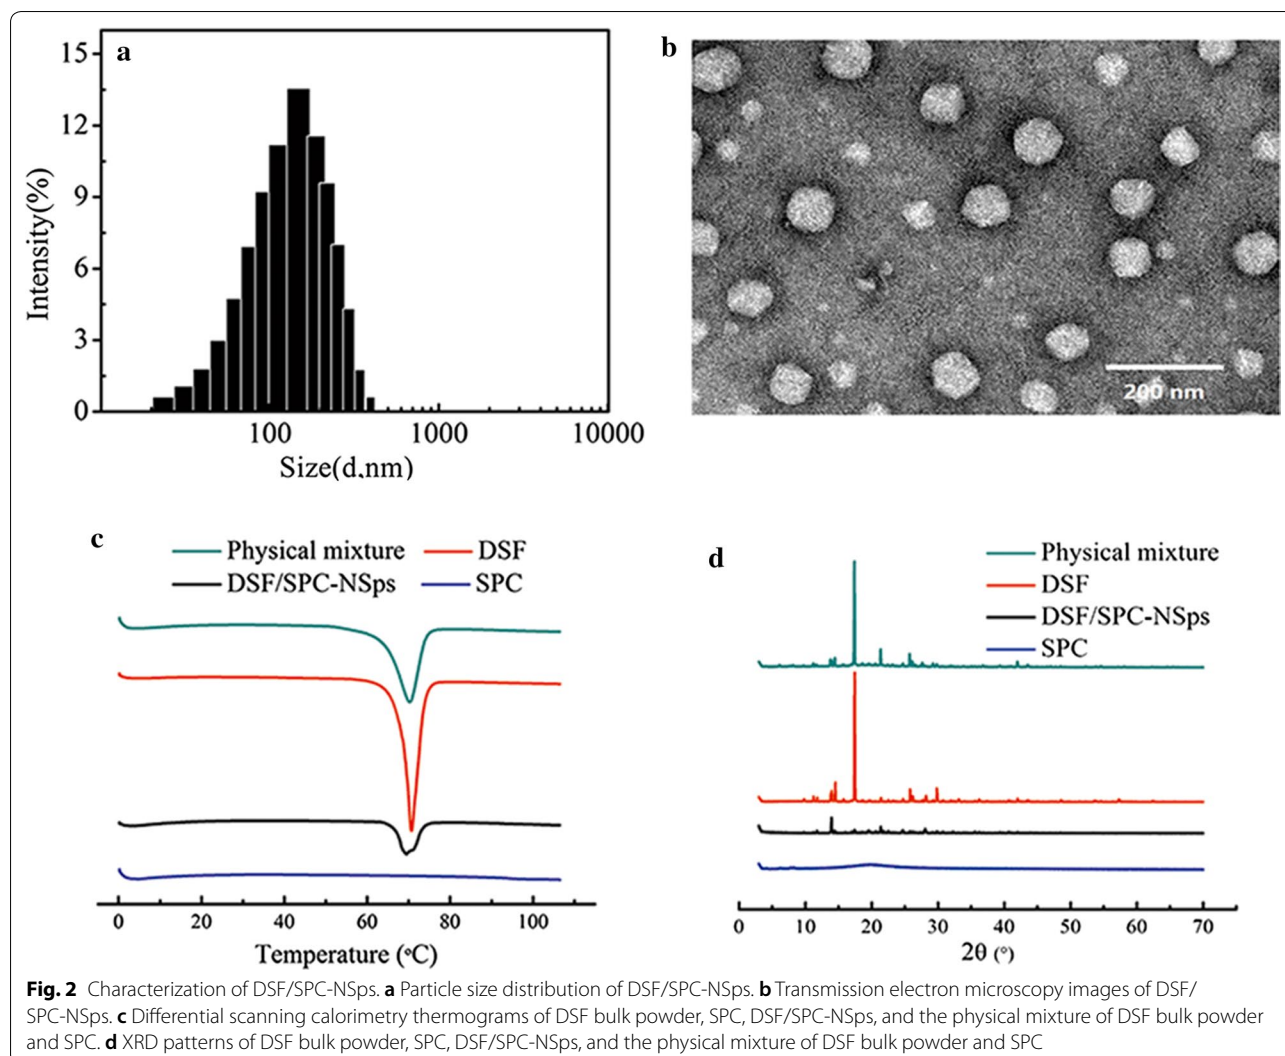 a
15
12
9
6
3
0
Intensity(%)
100 1000 10000
Size(d.nm)
b
200 nm
c
Physical mixture DSF
DSF/SPC-NSps SPC
0 20 40 60 80 100
Temperature (°C)
d
Physical mixture
DSF
DSF/SPC-NSps
SPC
0 10 20 30 40 50 60 70
2θ (°)
Fig. 2 Characterization of DSF/SPC-NSps. a Particle size distribution of DSF/SPC-NSps. b Transmission electron microscopy images of DSF/
SPC-NSps. c Differential scanning calorimetry thermograms of DSF bulk powder, SPC, DSF/SPC-NSps, and the physical mixture of DSF bulk powder
and SPC. d XRD patterns of DSF bulk powder, SPC, DSF/SPC-NSps, and the physical mixture of DSF bulk powder and SPC